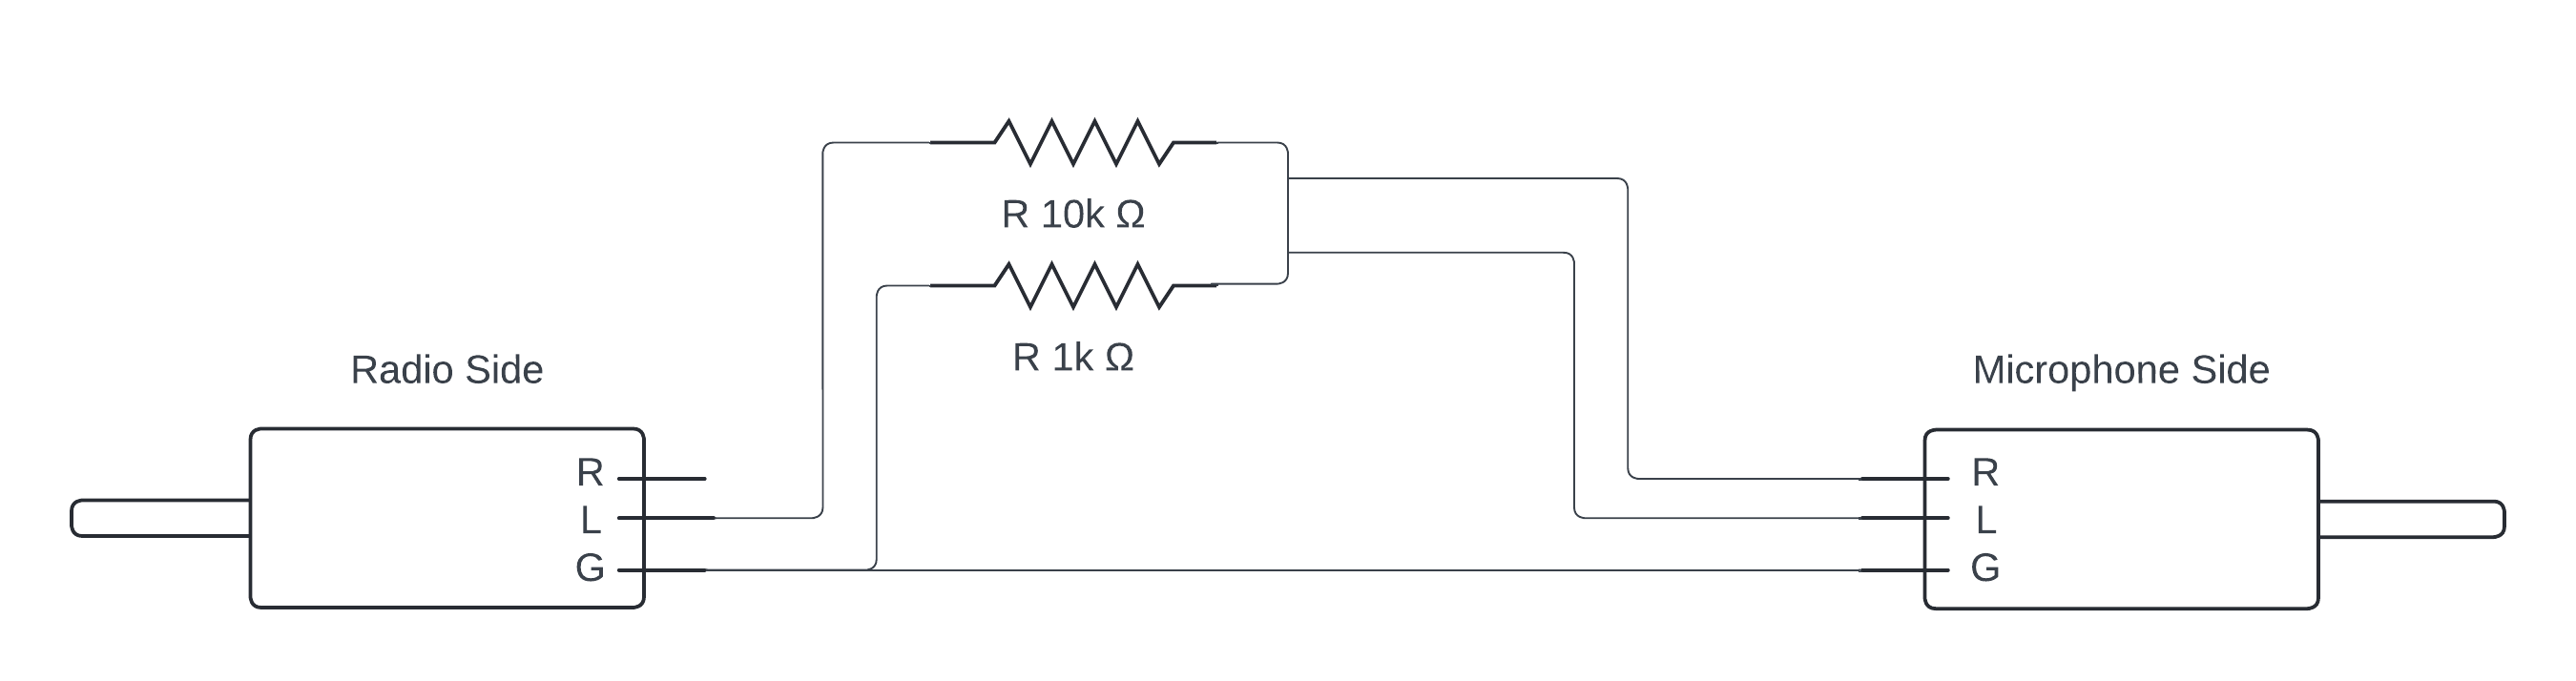 R 10k Ω
R 1k Ω
Radio Side
Microphone Side
R
L
G
R
L
G